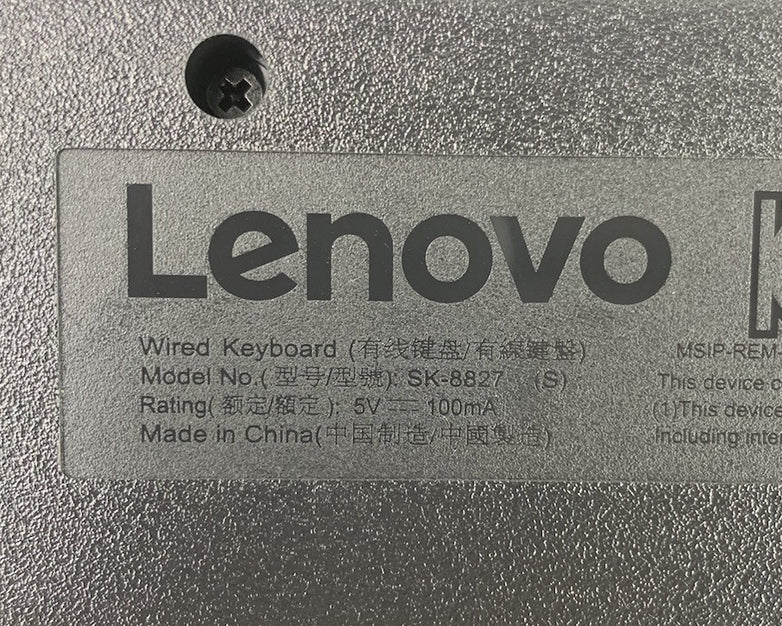 Lenovo
Wired Keyboard (有线键盘/有線鍵盤)
Model No.( 型号/型號): SK-8827 (S)
Rating( 额定/額定 ): 5V ⎓ 100mA
Made in China(中国制造/中國製造)
MSIP-REM-
This device
(1)This
Including